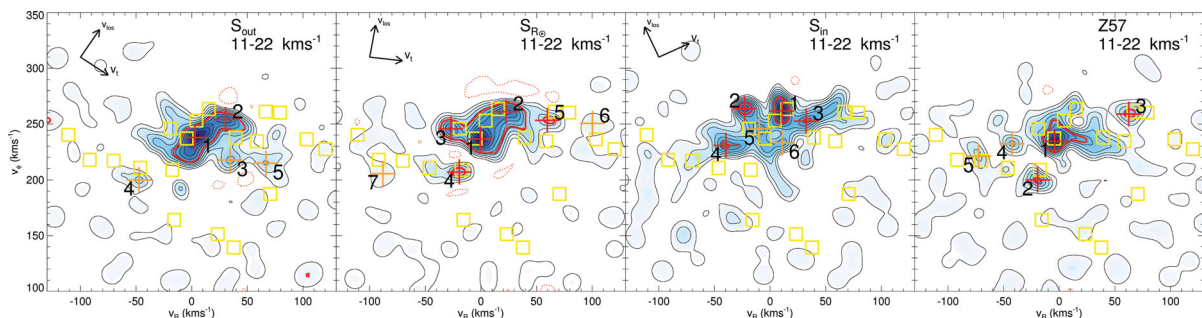 S_out
11-22 kms⁻¹
v_los
v_t
1
2
3
4
5
S_R⊙
11-22 kms⁻¹
v_los
v_t
1
2
3
4
5
6
7
S_in
11-22 kms⁻¹
v_los
v_t
1
2
3
4
5
6
Z57
11-22 kms⁻¹
1
2
3
4
5
350
300
250
200
150
100
v_ϕ (kms⁻¹)
-100 -50 0 50 100
-100 -50 0 50 100
-100 -50 0 50 100
-100 -50 0 50 100
v_R (kms⁻¹)
v_R (kms⁻¹)
v_R (kms⁻¹)
v_R (kms⁻¹)